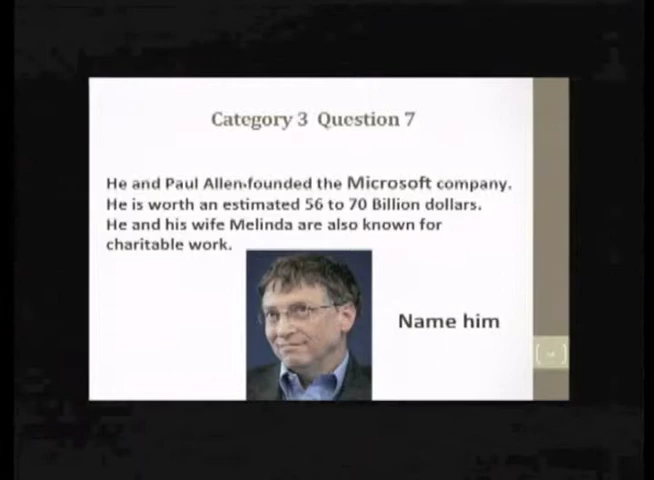 Category 3 Question 7
He and Paul Allen founded the Microsoft company.
He is worth an estimated 56 to 70 Billion dollars.
He and his wife Melinda are also known for
charitable work.
Name him